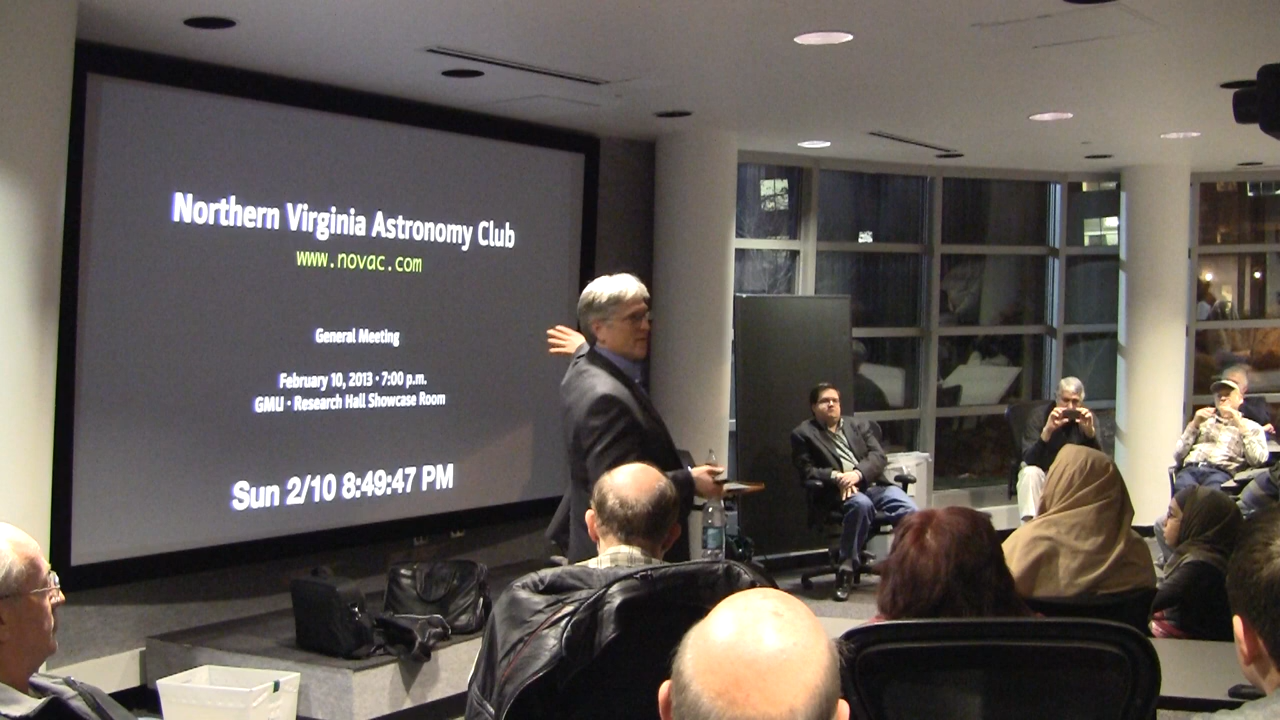 Northern Virginia Astronomy Club
www.novac.com
General Meeting
February 10, 2013 · 7:00 p.m.
GMU · Research Hall Showcase Room
Sun 2/10 8:49:47 PM